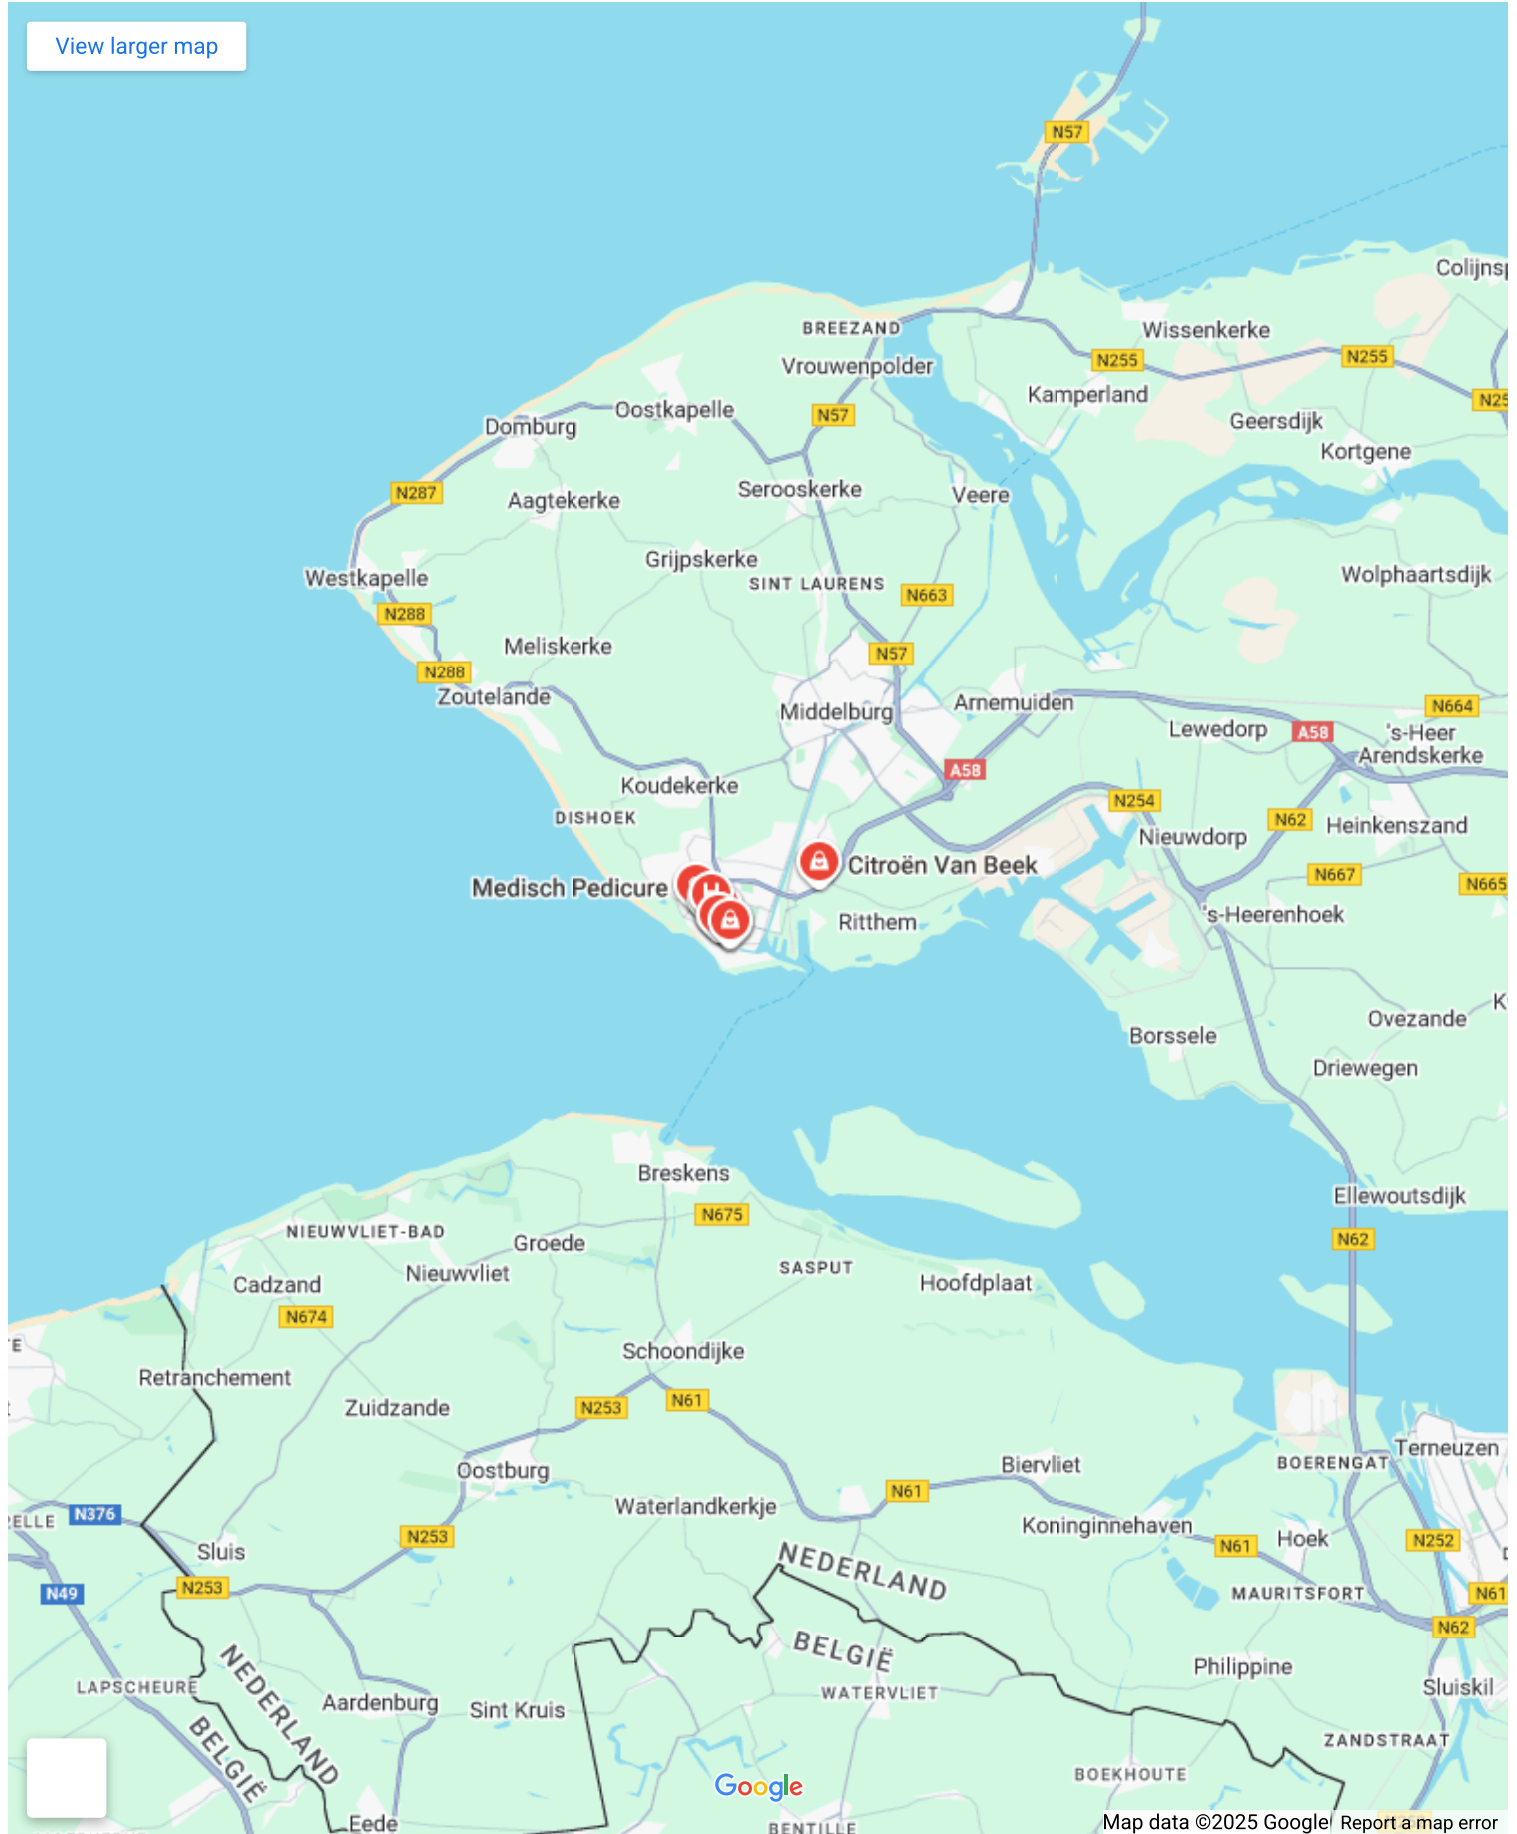 View larger map
N57
Colijnsp
BREEZAND
Wissenkerke
Vrouwenpolder
N255
N255
Kamperland
N25
Oostkapelle
N57
Domburg
Geersdijk
Kortgene
N287
Serooskerke
Veere
Aagtekerke
Grijpskerke
Westkapelle
SINT LAURENS
Wolphaartsdijk
N663
N288
Meliskerke
N57
N288
Zoutelande
Middelburg
Arnemuiden
N664
Lewedorp
A58
's-Heer
Arendskerke
A58
Koudekerke
N254
DISHOEK
N62
Heinkenszand
Nieuwdorp
Citroën Van Beek
N667
Medisch Pedicure
N665
Ritthem
's-Heerenhoek
Ovezande
Borssele
Driewegen
Breskens
Ellewoutsdijk
N675
NIEUWVLIET-BAD
Groede
N62
SASPUT
Nieuwvliet
Cadzand
Hoofdplaat
N674
Schoondijke
Retranchement
N61
Zuidzande
N253
Terneuzen
BOERENGAT
Oostburg
Biervliet
N61
Waterlandkerkje
N376
Koninginnehaven
N253
Hoek
N252
N61
Sluis
NEDERLAND
N253
N49
MAURITSFORT
N61
N62
BELGIË
Philippine
LAPSCHEURE
NEDERLAND
WATERVLIET
Sluiskil
Aardenburg
Sint Kruis
BELGIË
ZANDSTRAAT
BOEKHOUTE
Google
Eede
BENTILLE
Map data ©2025 Google
Report a map error